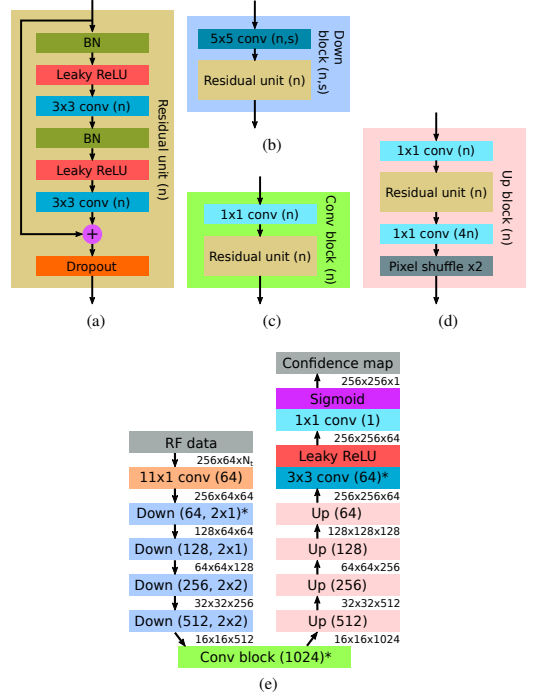 BN
Leaky ReLU
3x3 conv (n)
BN
Leaky ReLU
3x3 conv (n)
+
Dropout
Residual unit (n)
(a)
5x5 conv (n,s)
Residual unit (n)
Down
block (n,s)
(b)
1x1 conv (n)
Residual unit (n)
Conv block (n)
(c)
1x1 conv (n)
Residual unit (n)
1x1 conv (4n)
Pixel shuffle x2
Up block (n)
(d)
RF data
256x64xNt
11x1 conv (64)
256x64x64
Down (64, 2x1)*
128x64x64
Down (128, 2x1)
64x64x128
Down (256, 2x2)
32x32x256
Down (512, 2x2)
16x16x512
Conv block (1024)*
16x16x1024
Up (512)
32x32x512
Up (256)
64x64x256
Up (128)
128x128x128
Up (64)
256x256x64
3x3 conv (64)*
Leaky ReLU
256x256x64
1x1 conv (1)
Sigmoid
256x256x1
Confidence map
(e)